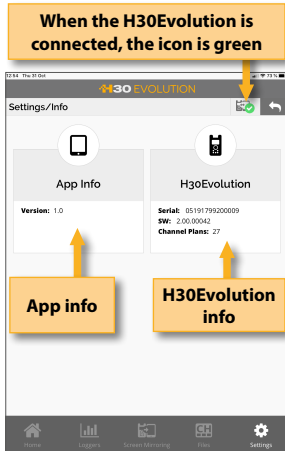 When the H30Evolution is
connected, the icon is green
12:54 Thu 31 Oct
73 %
H30 EVOLUTION
Settings/Info
App Info
H30Evolution
Version: 1.0
Serial: 05191799200009
SW: 2.00.00042
Channel Plans: 27
App info
H30Evolution
info
Home
Loggers
Screen Mirroring
CH
Files
Settings